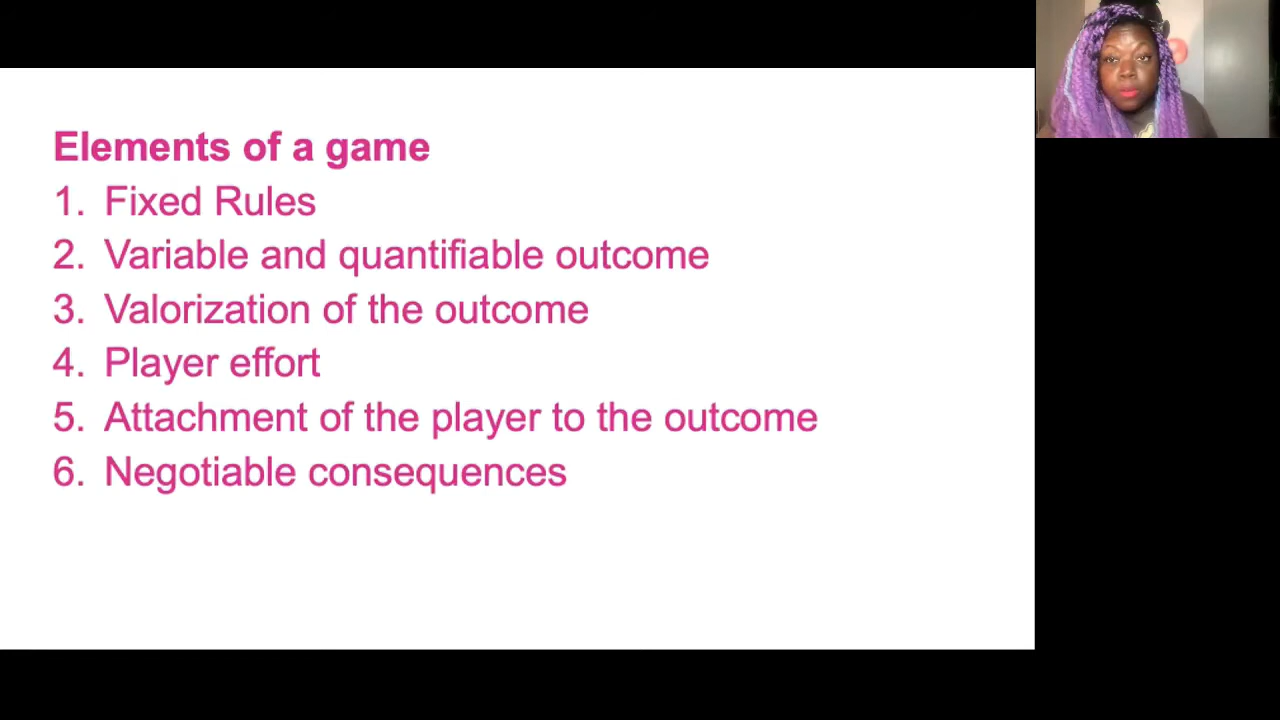 Elements of a game
1. Fixed Rules
2. Variable and quantifiable outcome
3. Valorization of the outcome
4. Player effort
5. Attachment of the player to the outcome
6. Negotiable consequences